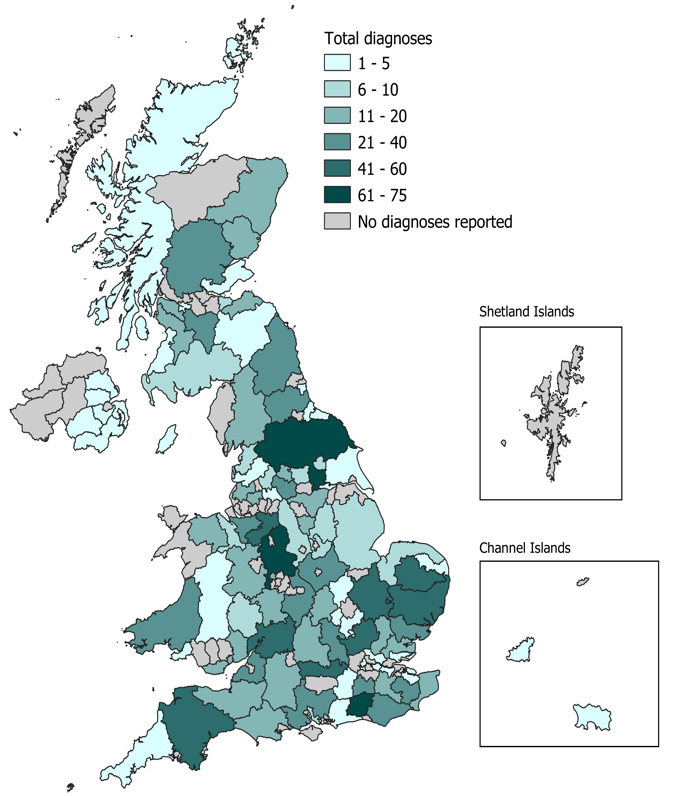 Total diagnoses
1 - 5
6 - 10
11 - 20
21 - 40
41 - 60
61 - 75
No diagnoses reported
Shetland Islands
Channel Islands